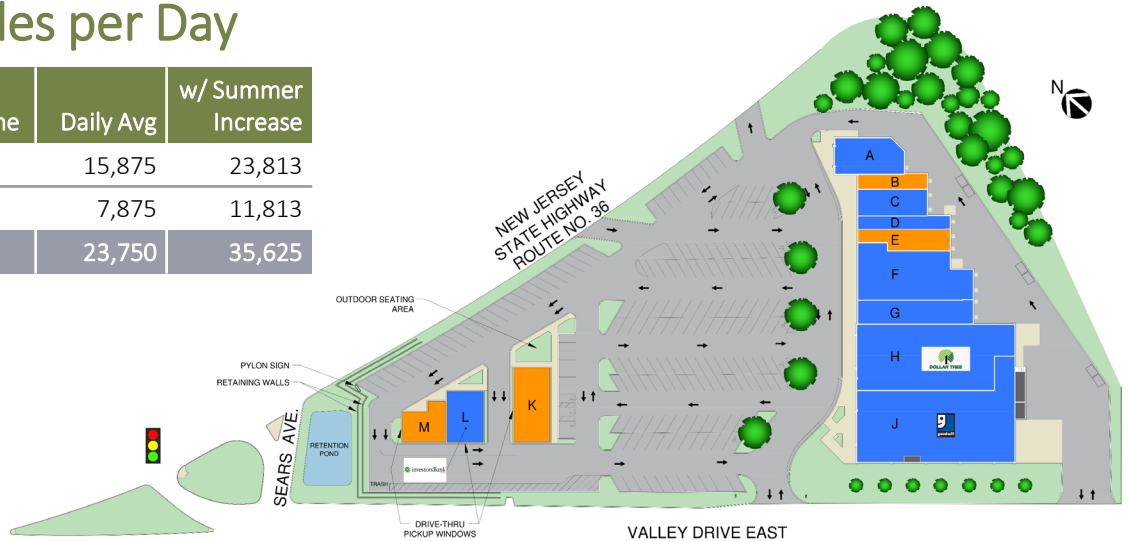 les per Day
ne
Daily Avg
w/ Summer
Increase
15,875
23,813
7,875
11,813
23,750
35,625
N
NEW JERSEY
STATE HIGHWAY
ROUTE NO. 36
A
B
C
D
E
F
G
H
DOLLAR TREE
J
goodwill
OUTDOOR SEATING
AREA
PYLON SIGN
RETAINING WALLS
K
L
M
SEARS AVE.
RETENTION
POND
investorsBank
TRASH
DRIVE-THRU
PICKUP WINDOWS
VALLEY DRIVE EAST